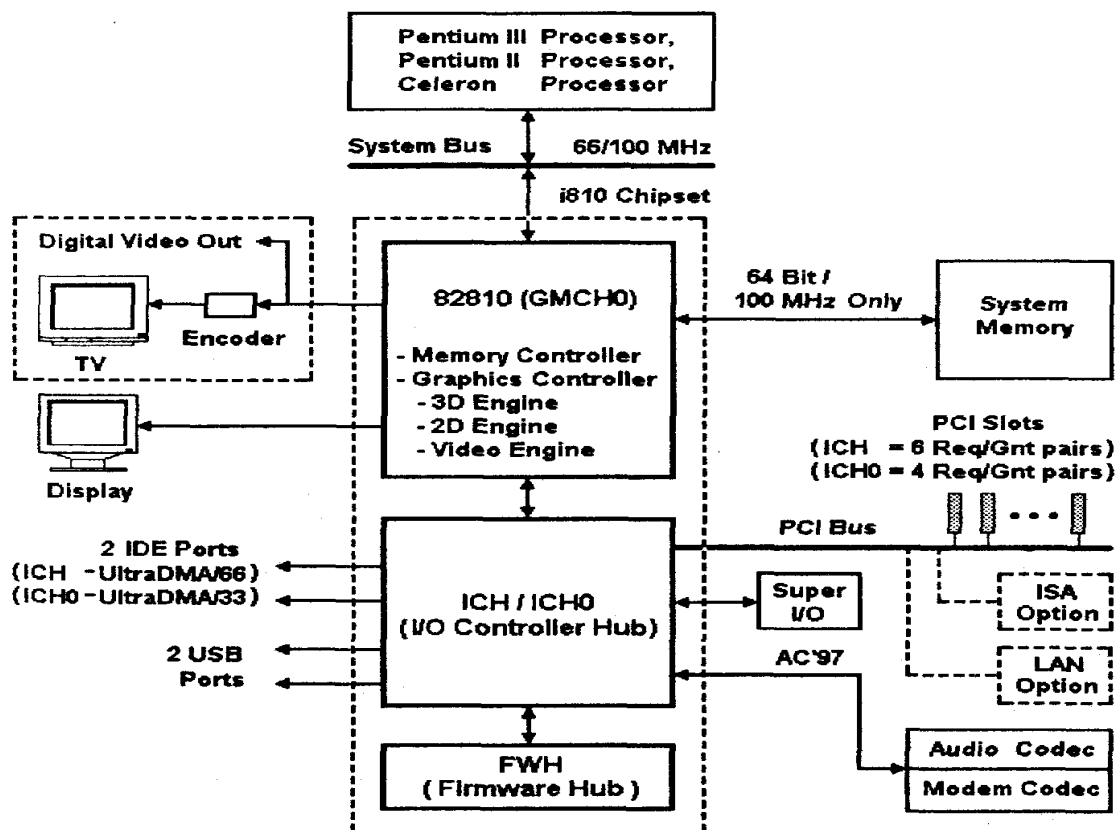 Pentium III Processor,
Pentium II Processor,
Celeron Processor
System Bus 66/100 MHz
i810 Chipset
Digital Video Out
TV
Encoder
Display
82810 (GMCH0)
- Memory Controller
- Graphics Controller
- 3D Engine
- 2D Engine
- Video Engine
64 Bit /
100 MHz Only
System
Memory
PCI Slots
(ICH = 6 Req/Gnt pairs)
(ICH0 = 4 Req/Gnt pairs)
PCI Bus
2 IDE Ports
(ICH - UltraDMA/66)
(ICH0 - UltraDMA/33)
2 USB
Ports
ICH / ICH0
(I/O Controller Hub)
Super
I/O
ISA
Option
LAN
Option
AC'97
Audio Codec
Modem Codec
FWH
(Firmware Hub)